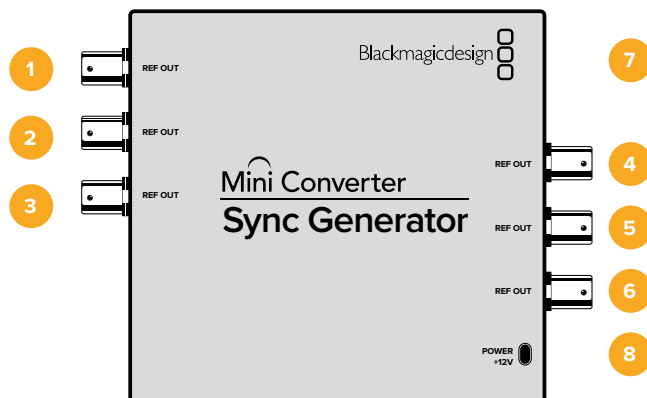 Blackmagicdesign
1
REF OUT
7
2
REF OUT
REF OUT
4
3
REF OUT
Mini Converter
Sync Generator
REF OUT
5
REF OUT
6
POWER
+12V
8